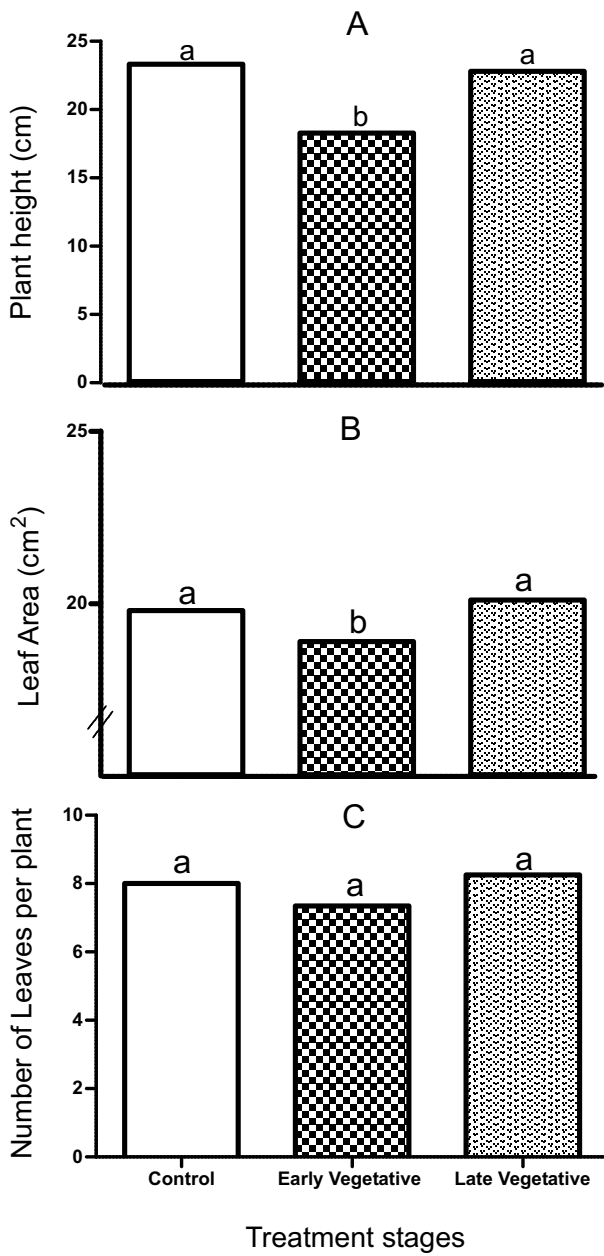 A
25
20
15
10
5
0
Plant height (cm)
a
b
a
B
25
20
Leaf Area (cm²)
a
b
a
C
10
8
6
4
2
0
Number of Leaves per plant
a
a
a
Control Early Vegetative Late Vegetative
Treatment stages